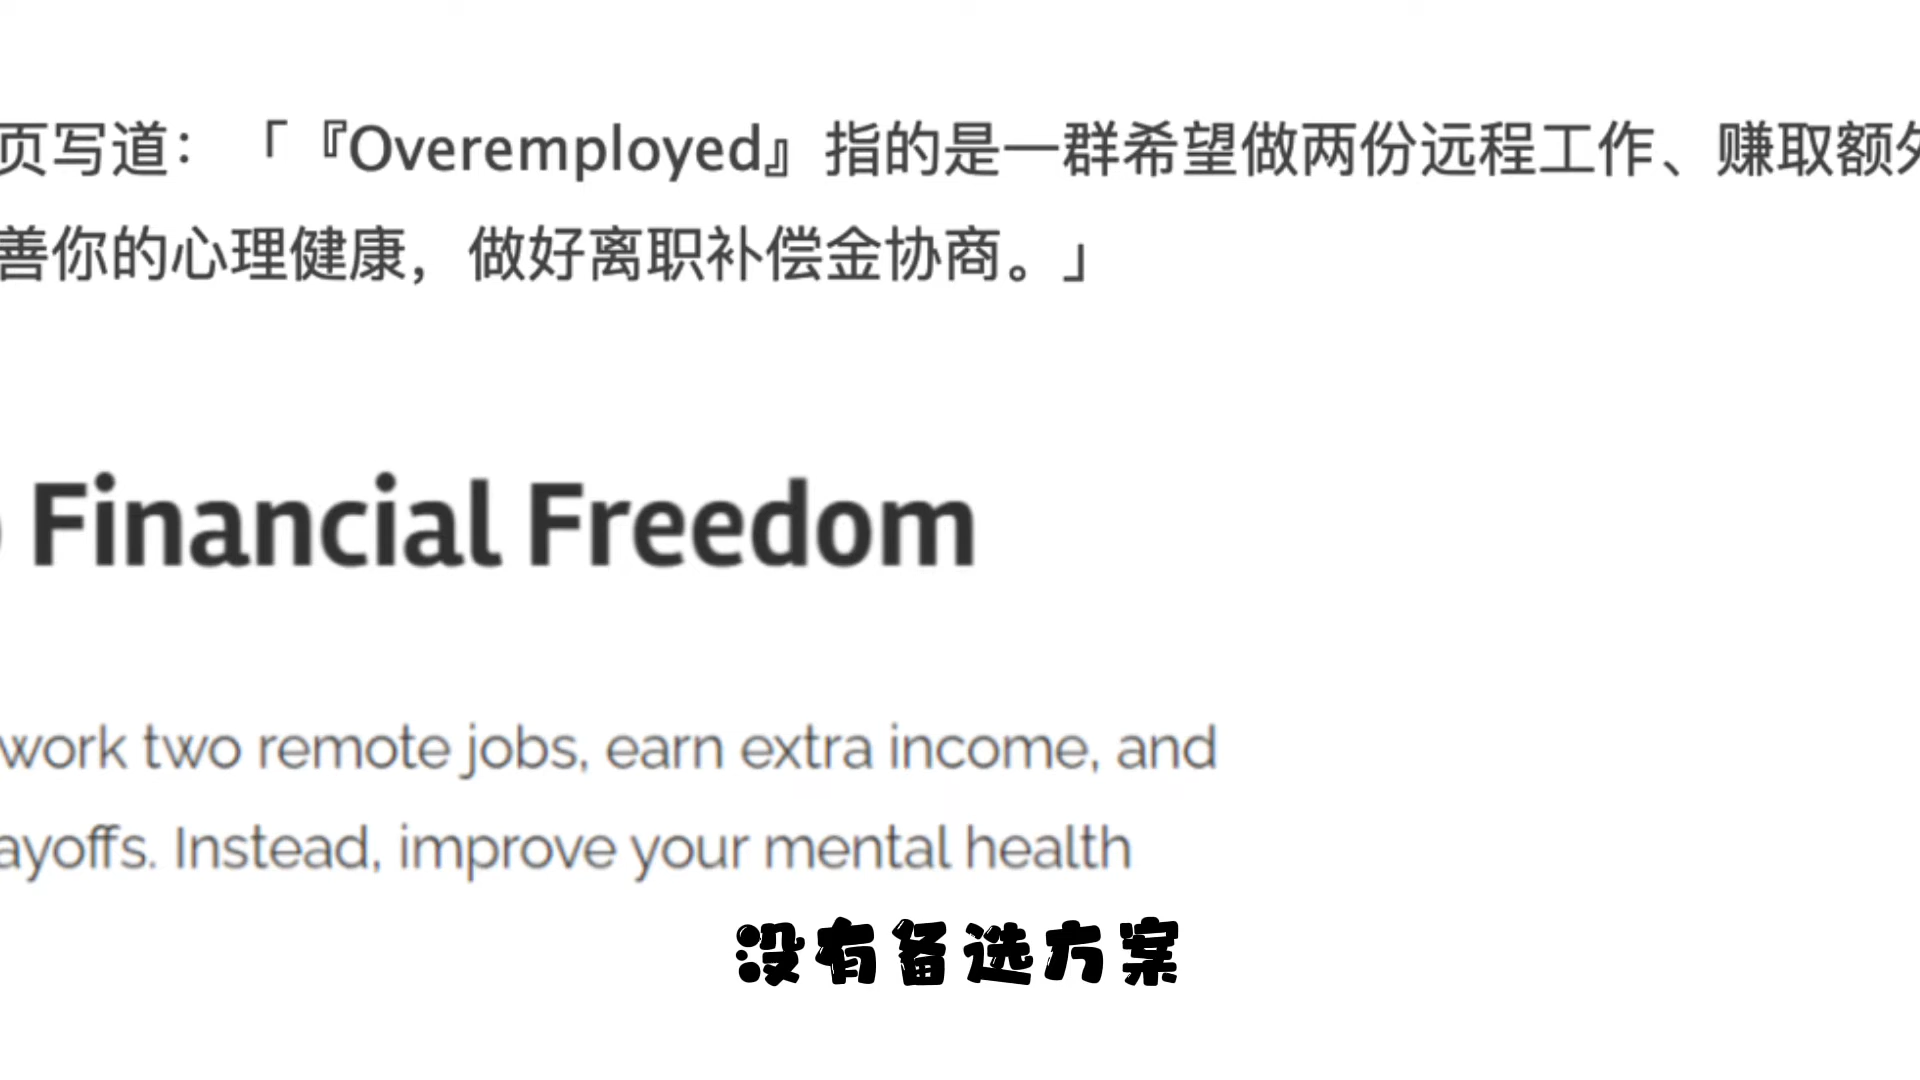 页写道：「『Overemployed』指的是一群希望做两份远程工作、赚取额外
善你的心理健康，做好离职补偿金协商。」
Financial Freedom
work two remote jobs, earn extra income, and
ayoffs. Instead, improve your mental health
没有备选方案